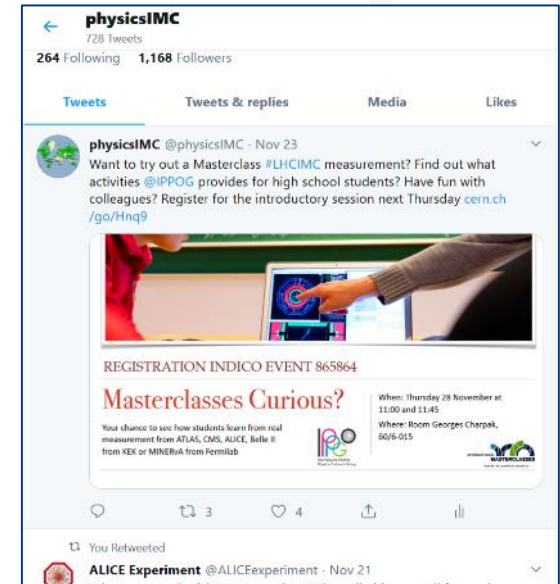 physicsIMC
728 Tweets
264 Following 1,168 Followers
Tweets Tweets & replies Media Likes
physicsIMC @physicsIMC · Nov 23
Want to try out a Masterclass #LHCIMC measurement? Find out what
activities @IPPOG provides for high school students? Have fun with
colleagues? Register for the introductory session next Thursday cern.ch
/go/Hnq9
REGISTRATION INDICO EVENT 865864
Masterclasses Curious?
Your chance to see how students learn from real
measurement from ATLAS, CMS, ALICE, Belle II
from KEK or MINERvA from Fermilab
When: Thursday 28 November at
11:00 and 11:45
Where: Room Georges Charpak,
60/6-015
INTERNATIONAL
MASTERCLASSES
3 4
You Retweeted
ALICE Experiment @ALICEexperiment · Nov 21